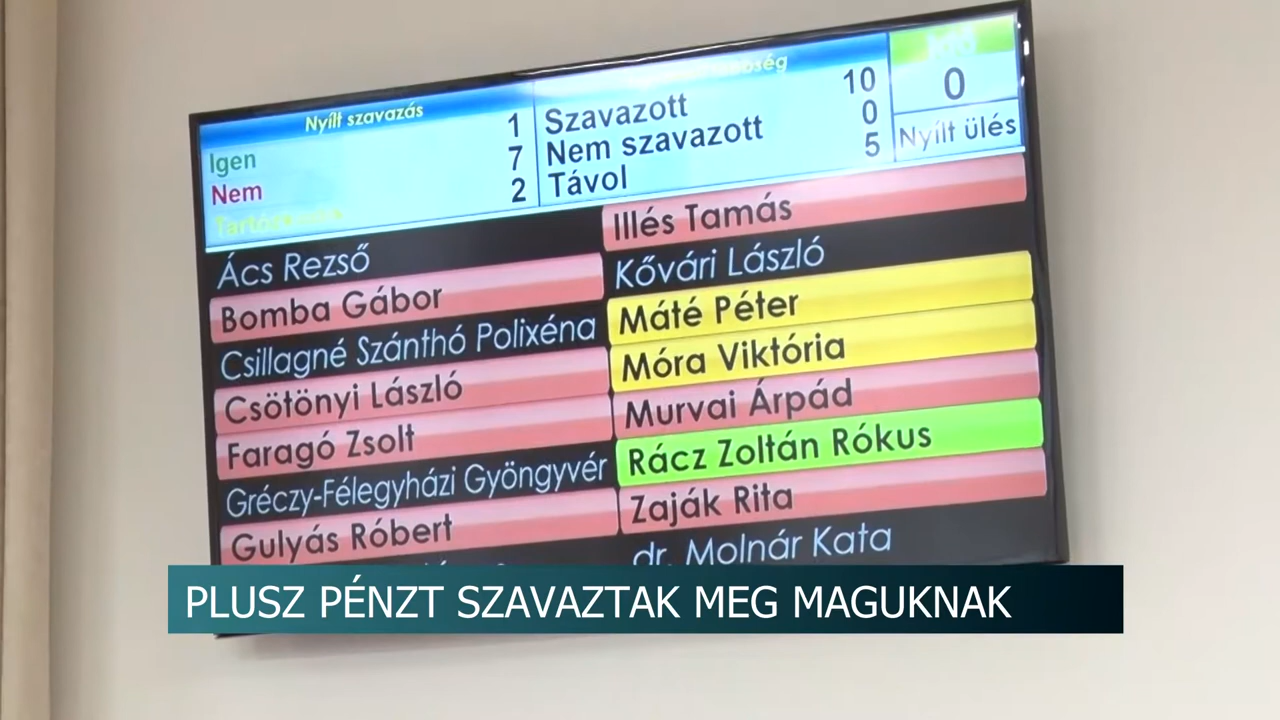 Nyílt szavazás
Igen 1
Nem 7
2
Szavazott 10
Nem szavazott 0
Távol 5
Idő
0
Nyílt ülés
Ács Rezső
Bomba Gábor
Csillagné Szánthó Polixéna
Csötönyi László
Faragó Zsolt
Gréczy-Félegyházi Gyöngyvér
Gulyás Róbert
Illés Tamás
Kővári László
Máté Péter
Móra Viktória
Murvai Árpád
Rácz Zoltán Rókus
Zaják Rita
dr. Molnár Kata
PLUSZ PÉNZT SZAVAZTAK MEG MAGUKNAK